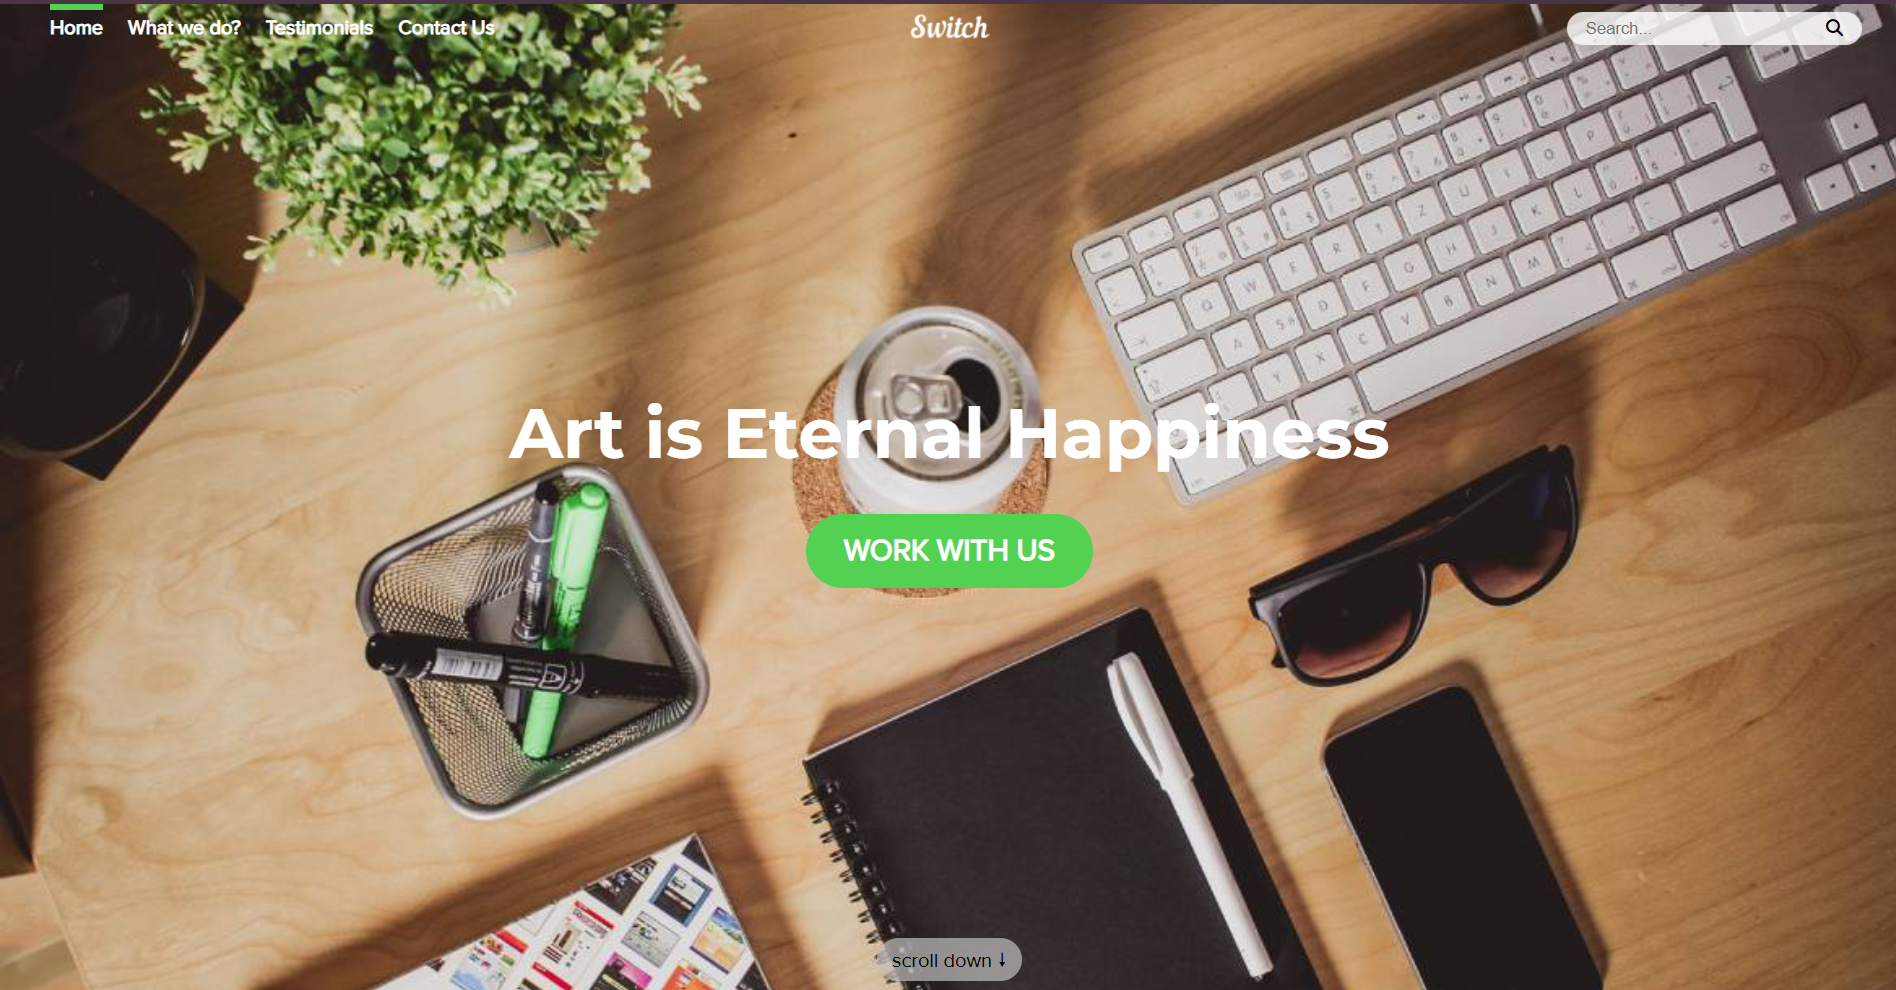 Home What we do? Testimonials Contact Us
Switch
Search...
Art is Eternal Happiness
WORK WITH US
scroll down ↓